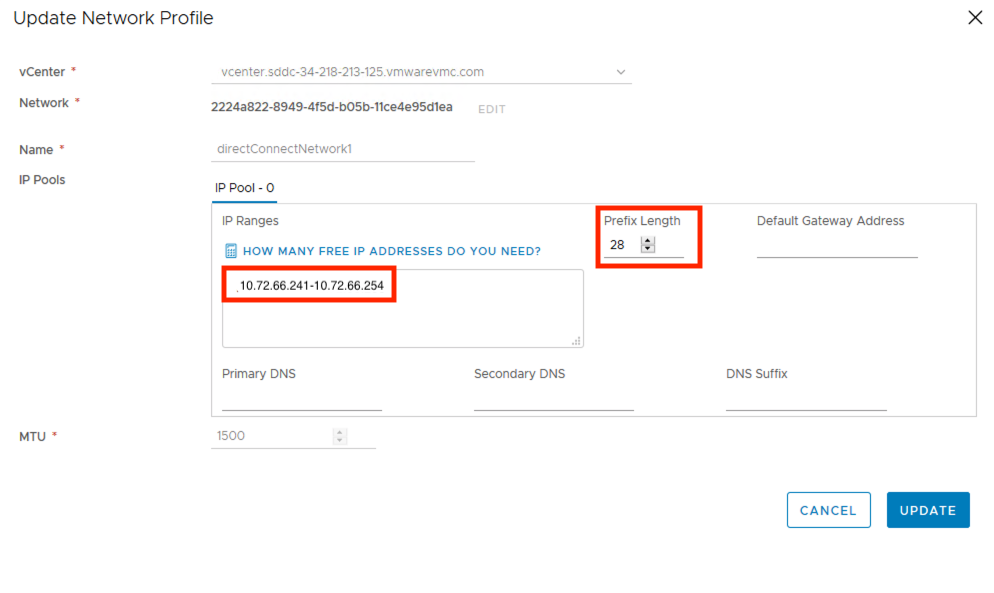 Update Network Profile
vCenter *
vcenter.sddc-34-218-213-125.vmwarevmc.com
Network *
2224a822-8949-4f5d-b05b-11ce4e95d1ea EDIT
Name *
directConnectNetwork1
IP Pools
IP Pool - 0
IP Ranges
Prefix Length
Default Gateway Address
HOW MANY FREE IP ADDRESSES DO YOU NEED?
28
10.72.66.241-10.72.66.254
Primary DNS
Secondary DNS
DNS Suffix
MTU *
1500
CANCEL
UPDATE